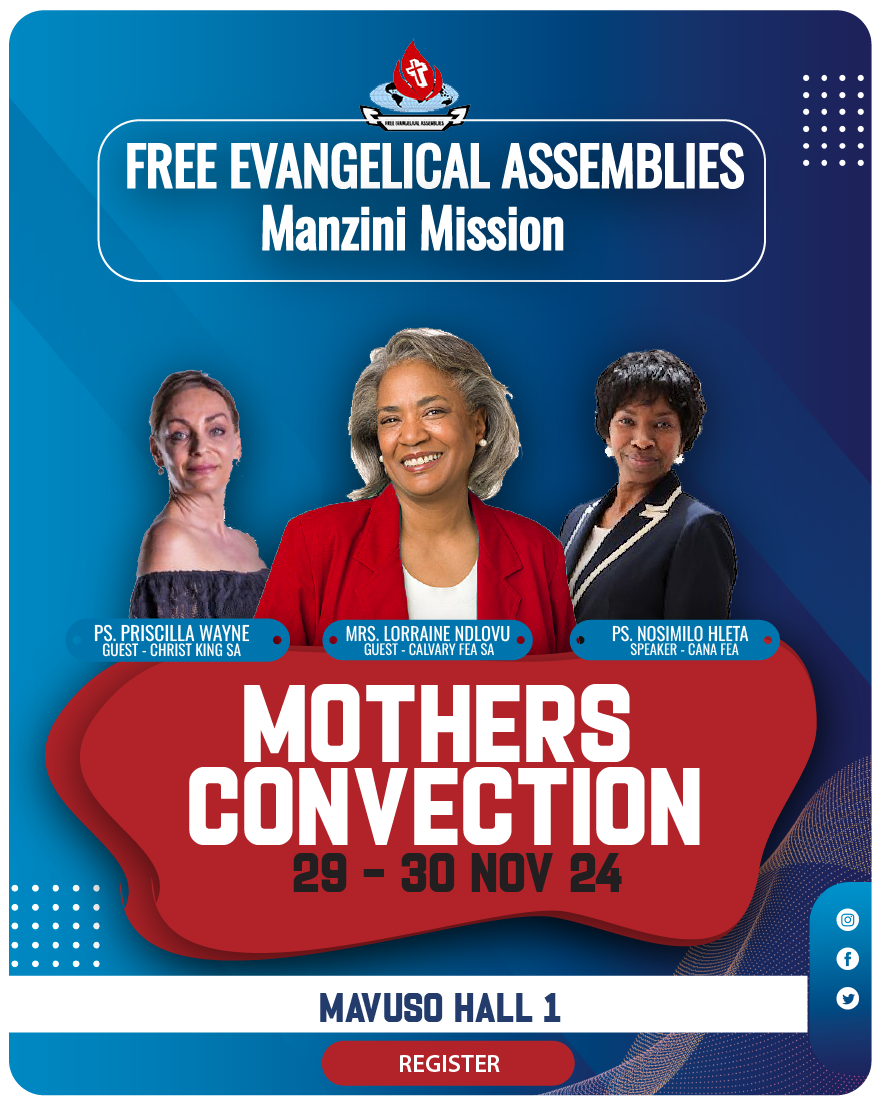 FREE EVANGELICAL ASSEMBLIES
FREE EVANGELICAL ASSEMBLIES
Manzini Mission
PS. PRISCILLA WAYNE
GUEST - CHRIST KING SA
MRS. LORRAINE NDLOVU
GUEST - CALVARY FEA SA
PS. NOSIMILO HLETA
SPEAKER - CANA FEA
MOTHERS
CONVECTION
29 - 30 NOV 24
MAVUSO HALL 1
REGISTER